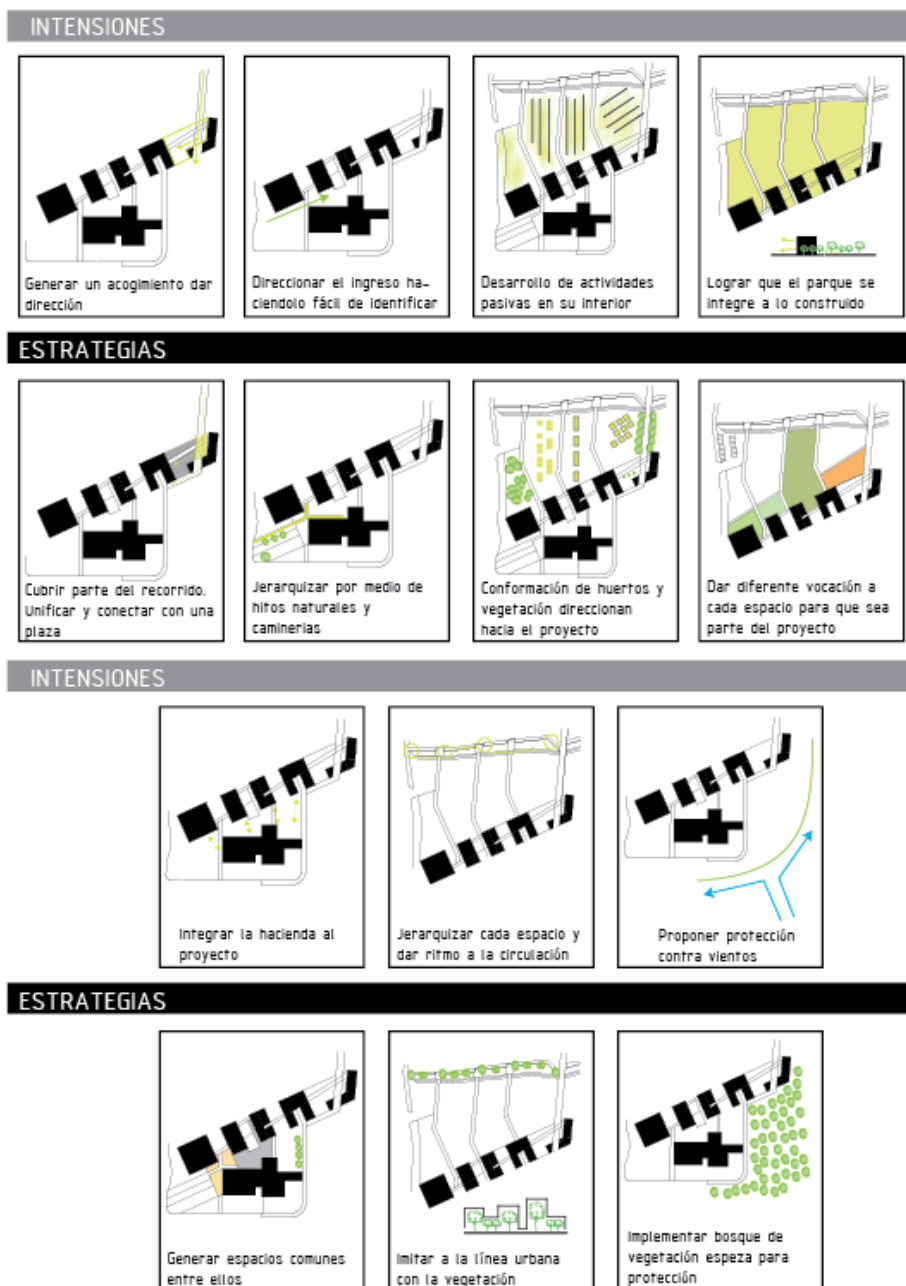 INTENSIONES
Generar un acogimiento dar
dirección
Direccionar el ingreso ha-
ciendolo fácil de identificar
Desarrollo de actividades
pasivas en su interior
Lograr que el parque se
integre a lo construido
ESTRATEGIAS
Cubrir parte del recorrido.
Unificar y conectar con una
plaza
Jerarquizar por medio de
hitos naturales y
caminerias
Conformación de huertos y
vegetación direccionan
hacia el proyecto
Dar diferente vocación a
cada espacio para que sea
parte del proyecto
INTENSIONES
Integrar la hacienda al
proyecto
Jerarquizar cada espacio y
dar ritmo a la circulación
Proponer protección
contra vientos
ESTRATEGIAS
Generar espacios comunes
entre ellos
Imitar a la línea urbana
con la vegetación
Implementar bosque de
vegetación espeza para
protección